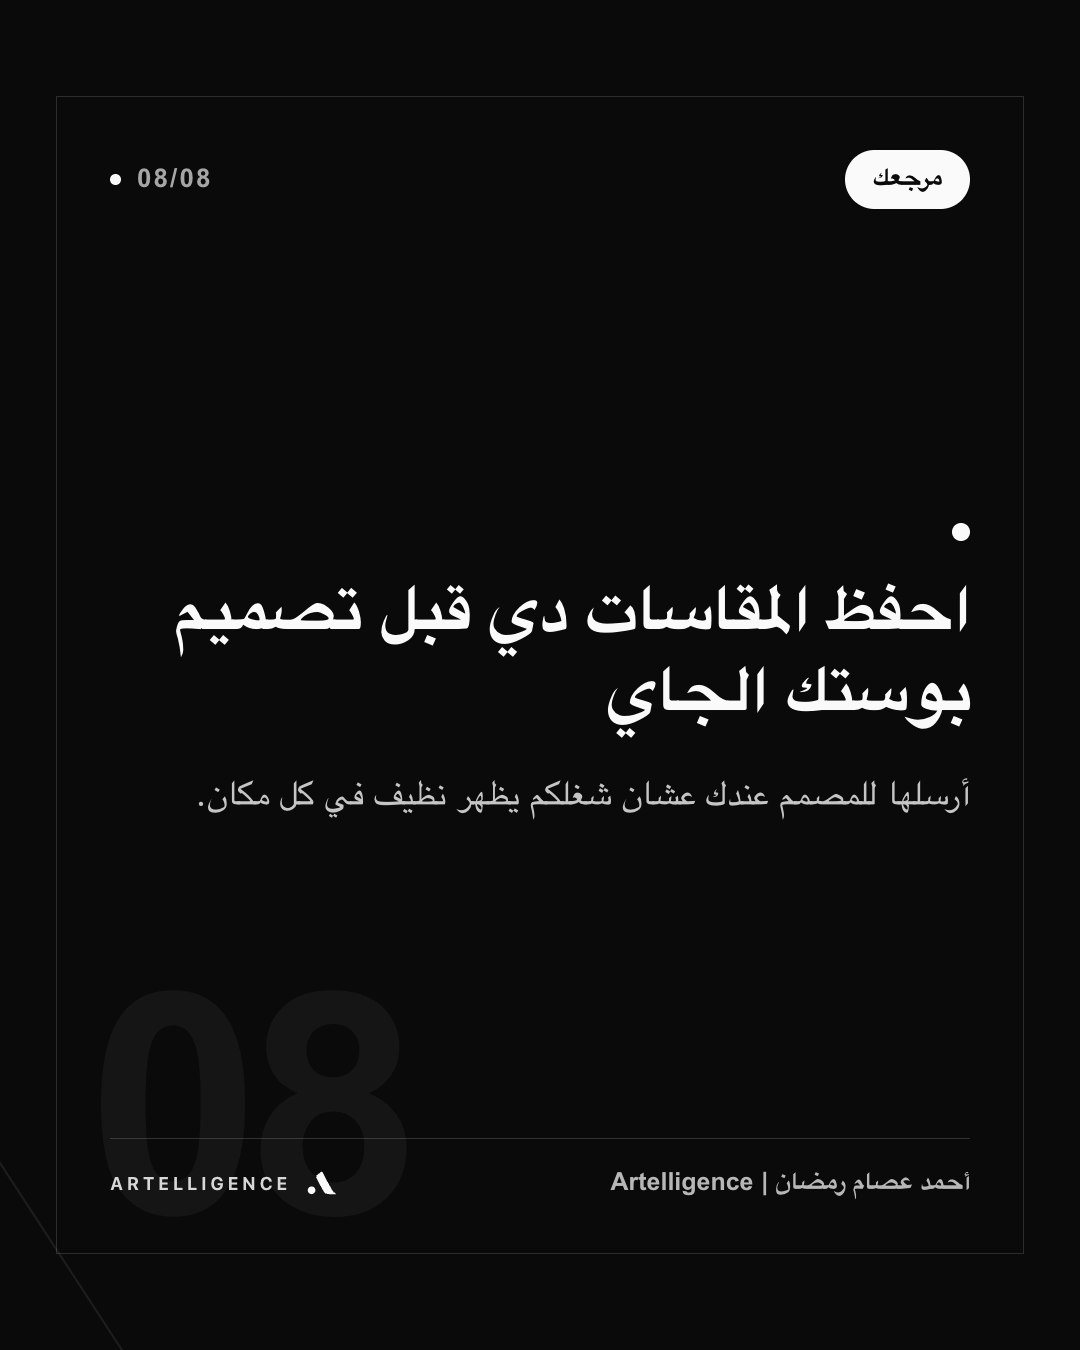 مرجعك
08/08
احفظ المقاسات دي قبل تصميم
بوستك الجاي
أرسلها للمصمم عندك عشان شغلكم يظهر نظيف في كل مكان.
08
أحمد عصام رمضان | Artelligence
ARTELLIGENCE